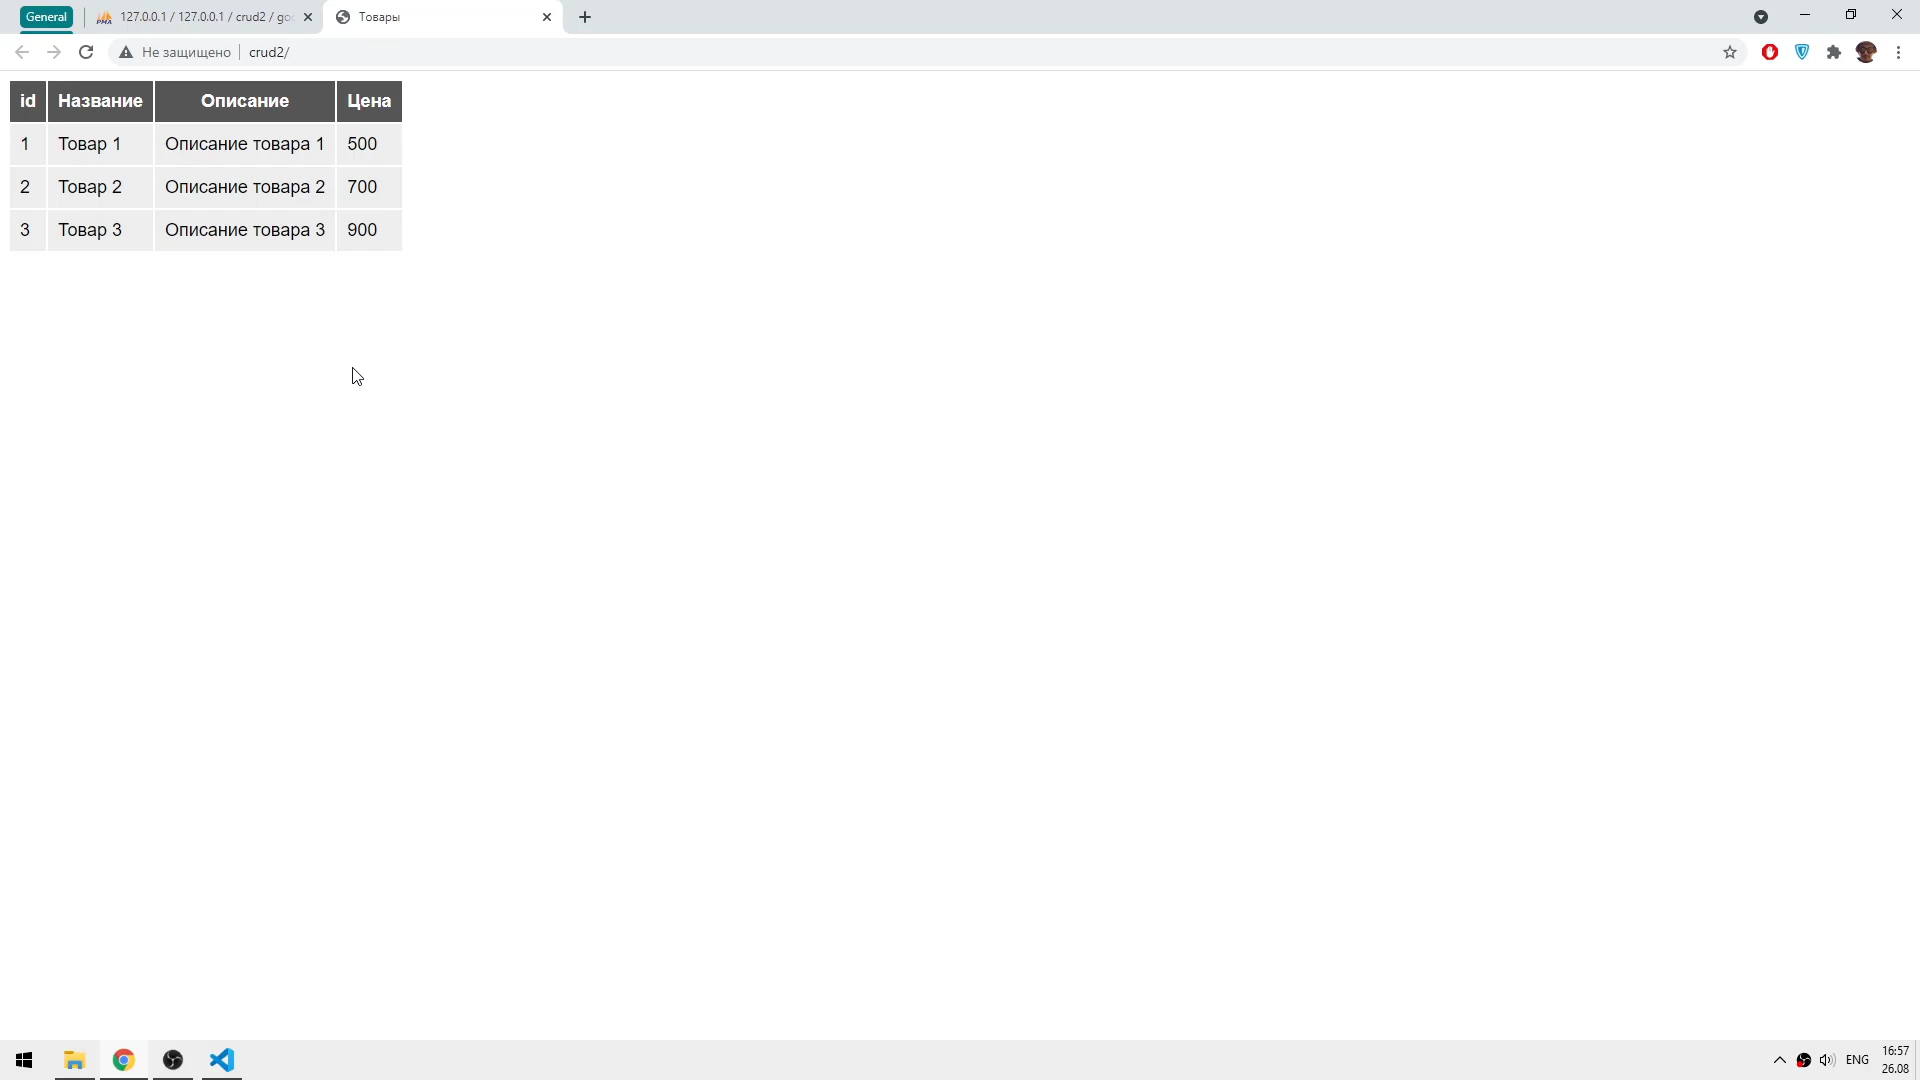 General
127.0.0.1 / 127.0.0.1 / crud2 / go
Товары
Не защищено
crud2/
id Название Описание Цена
1 Товар 1 Описание товара 1 500
2 Товар 2 Описание товара 2 700
3 Товар 3 Описание товара 3 900
ENG
16:57
26.08